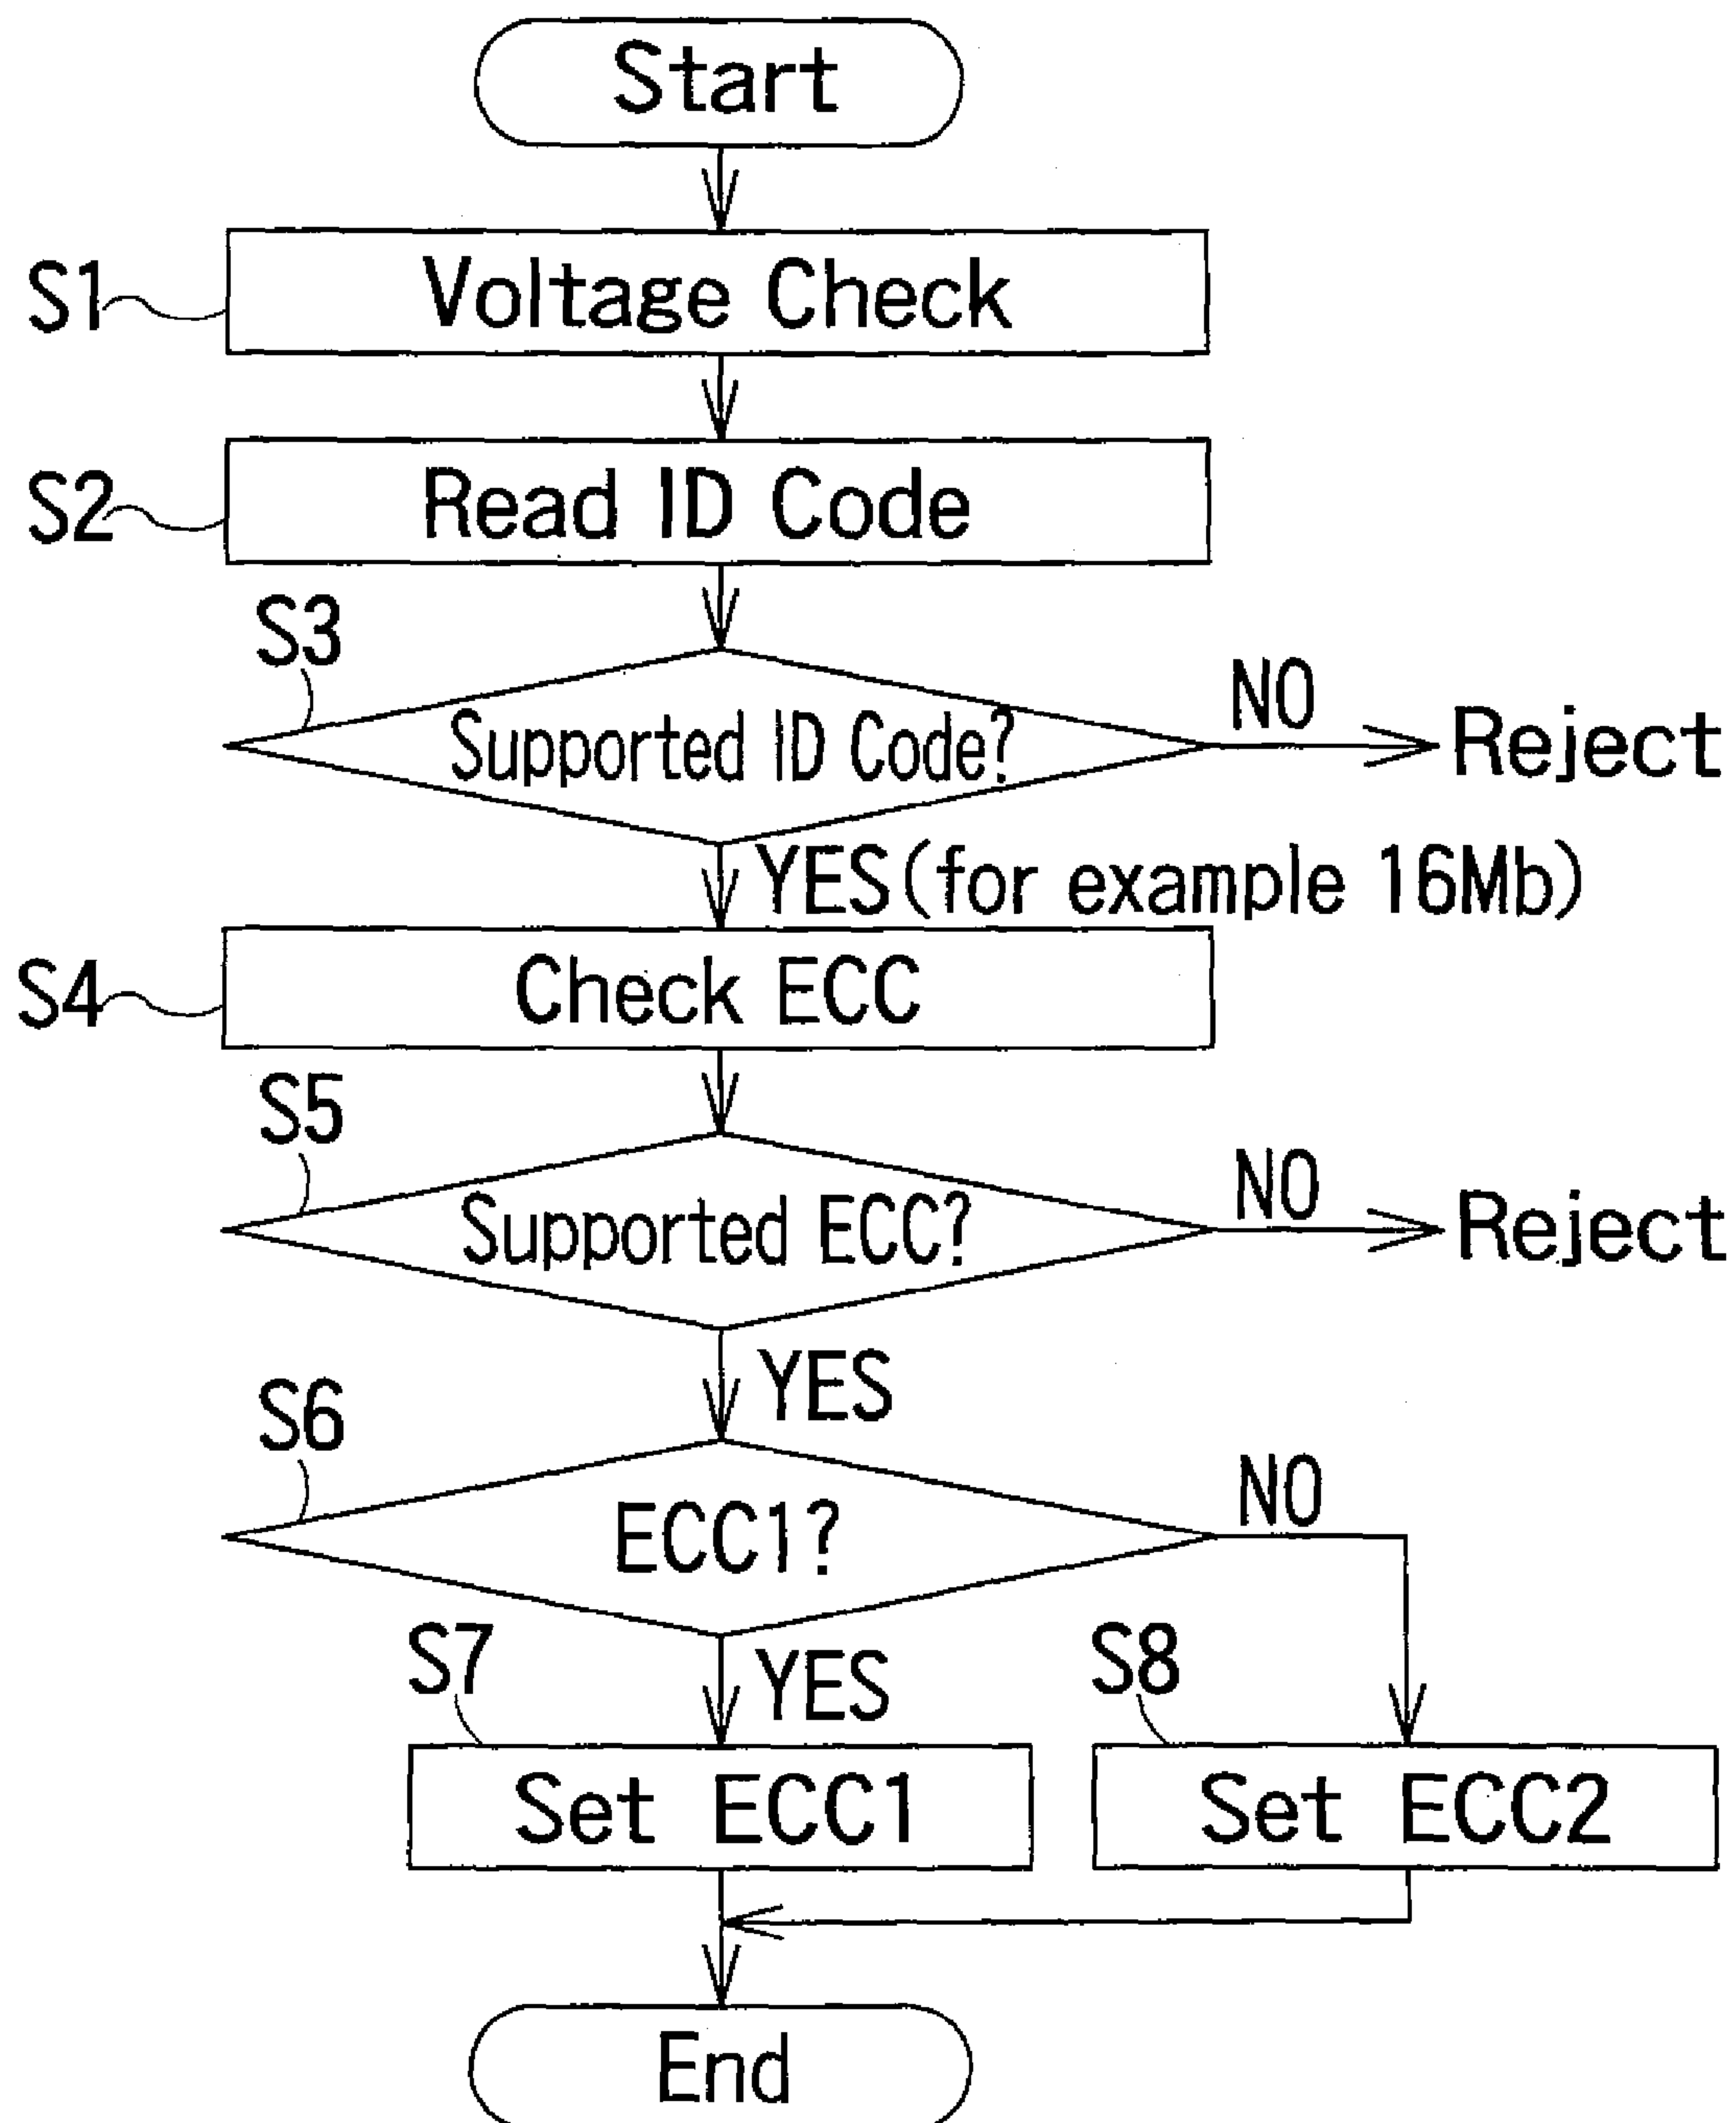 Start
S1
Voltage Check
S2
Read ID Code
S3
Supported ID Code?
NO
Reject
YES(for example 16Mb)
S4
Check ECC
S5
Supported ECC?
NO
Reject
YES
S6
ECC1?
NO
S7
YES
S8
Set ECC1
Set ECC2
End